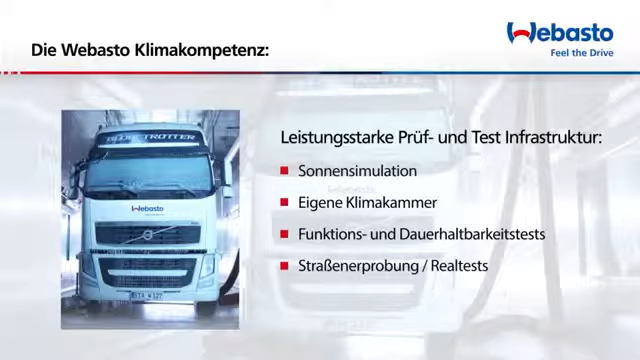 Webasto
Feel the Drive
Die Webasto Klimakompetenz:
Leistungsstarke Prüf- und Test Infrastruktur:
Sonnensimulation
Eigene Klimakammer
Funktions- und Dauerhaltbarkeitstests
Straßenerprobung / Realtests
GLOBETROTTER
Webasto